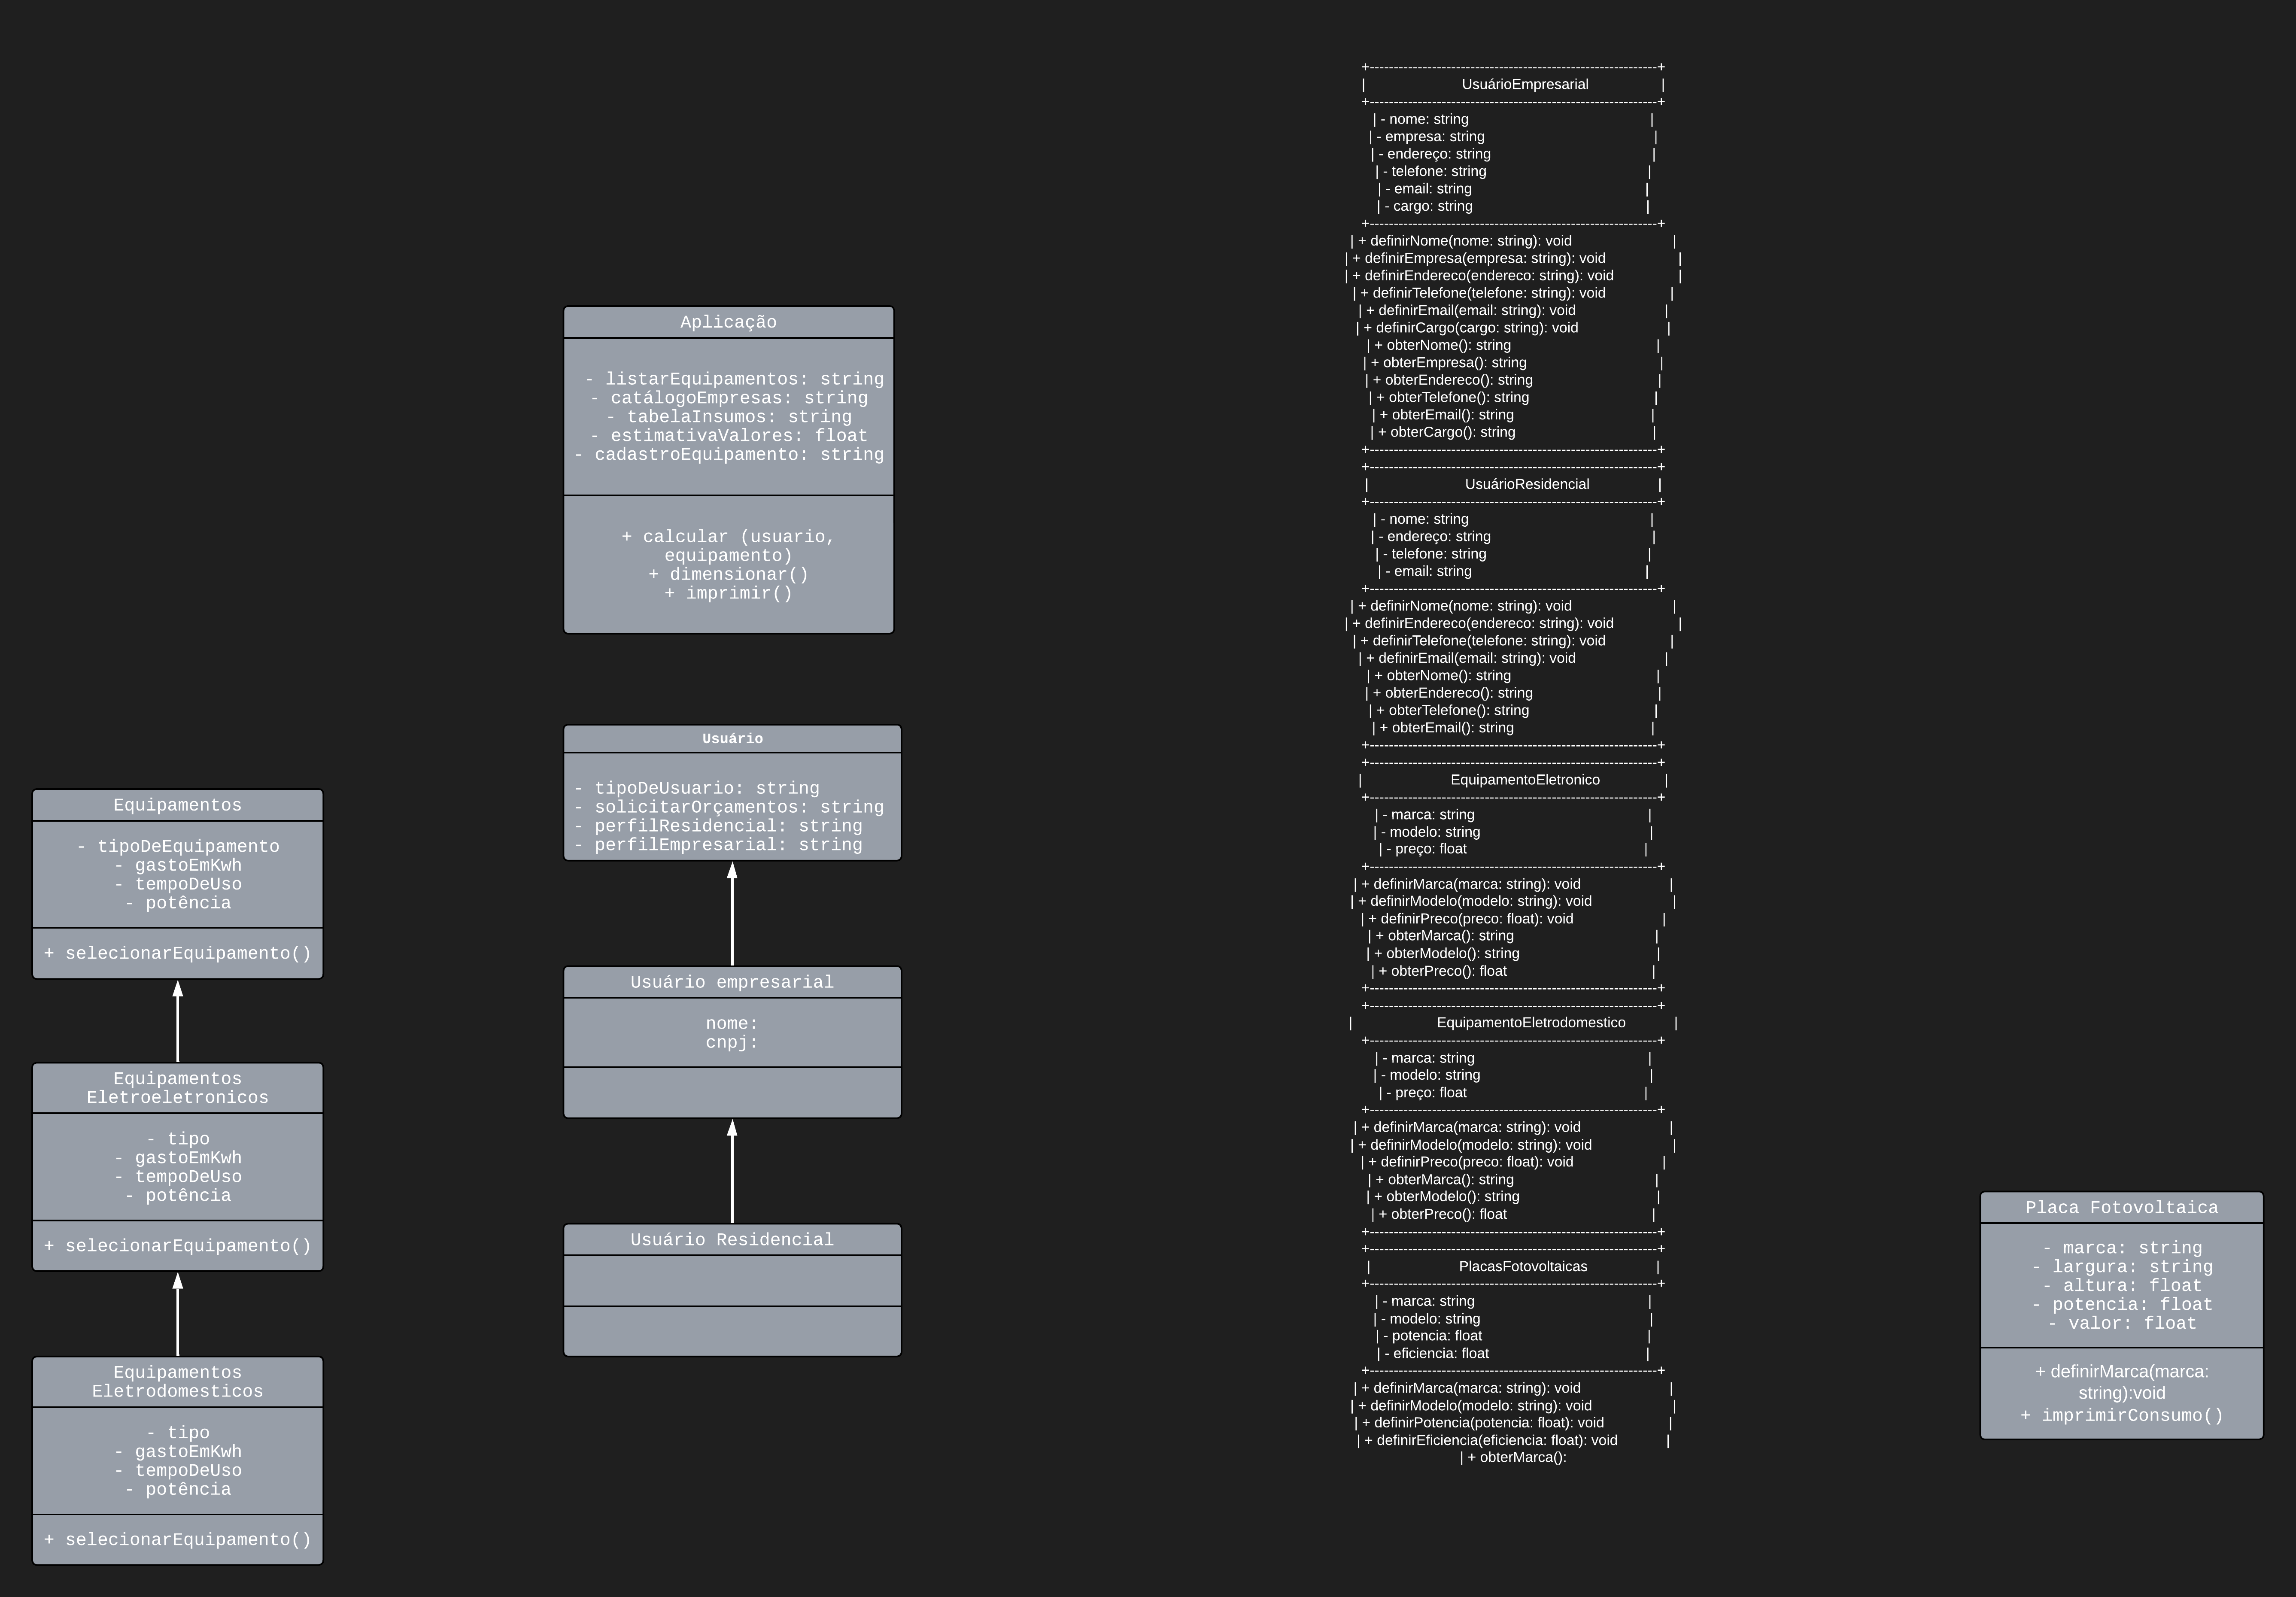 Equipamentos
- tipoDeEquipamento
- gastoEmKwh
- tempoDeUso
- potência
+ selecionarEquipamento()
Equipamentos
Eletroeletronicos
- tipo
- gastoEmKwh
- tempoDeUso
- potência
+ selecionarEquipamento()
Equipamentos
Eletrodomesticos
- tipo
- gastoEmKwh
- tempoDeUso
- potência
+ selecionarEquipamento()
Aplicação
- listarEquipamentos: string
- catálogoEmpresas: string
- tabelaInsumos: string
- estimativaValores: float
- cadastroEquipamento: string
+ calcular (usuario,
equipamento)
+ dimensionar()
+ imprimir()
Usuário
- tipoDeUsuario: string
- solicitarOrçamentos: string
- perfilResidencial: string
- perfilEmpresarial: string
Usuário empresarial
nome:
cnpj:
Usuário Residencial
+-----------------------------------------------------------+
| UsuárioEmpresarial |
+-----------------------------------------------------------+
| - nome: string |
| - empresa: string |
| - endereço: string |
| - telefone: string |
| - email: string |
| - cargo: string |
+-----------------------------------------------------------+
| + definirNome(nome: string): void |
| + definirEmpresa(empresa: string): void |
| + definirEndereco(endereco: string): void |
| + definirTelefone(telefone: string): void |
| + definirEmail(email: string): void |
| + definirCargo(cargo: string): void |
| + obterNome(): string |
| + obterEmpresa(): string |
| + obterEndereco(): string |
| + obterTelefone(): string |
| + obterEmail(): string |
| + obterCargo(): string |
+-----------------------------------------------------------+
+-----------------------------------------------------------+
| UsuárioResidencial |
+-----------------------------------------------------------+
| - nome: string |
| - endereço: string |
| - telefone: string |
| - email: string |
+-----------------------------------------------------------+
| + definirNome(nome: string): void |
| + definirEndereco(endereco: string): void |
| + definirTelefone(telefone: string): void |
| + definirEmail(email: string): void |
| + obterNome(): string |
| + obterEndereco(): string |
| + obterTelefone(): string |
| + obterEmail(): string |
+-----------------------------------------------------------+
+-----------------------------------------------------------+
| EquipamentoEletronico |
+-----------------------------------------------------------+
| - marca: string |
| - modelo: string |
| - preço: float |
+-----------------------------------------------------------+
| + definirMarca(marca: string): void |
| + definirModelo(modelo: string): void |
| + definirPreco(preco: float): void |
| + obterMarca(): string |
| + obterModelo(): string |
| + obterPreco(): float |
+-----------------------------------------------------------+
+-----------------------------------------------------------+
| EquipamentoEletrodomestico |
+-----------------------------------------------------------+
| - marca: string |
| - modelo: string |
| - preço: float |
+-----------------------------------------------------------+
| + definirMarca(marca: string): void |
| + definirModelo(modelo: string): void |
| + definirPreco(preco: float): void |
| + obterMarca(): string |
| + obterModelo(): string |
| + obterPreco(): float |
+-----------------------------------------------------------+
+-----------------------------------------------------------+
| PlacasFotovoltaicas |
+-----------------------------------------------------------+
| - marca: string |
| - modelo: string |
| - potencia: float |
| - eficiencia: float |
+-----------------------------------------------------------+
| + definirMarca(marca: string): void |
| + definirModelo(modelo: string): void |
| + definirPotencia(potencia: float): void |
| + definirEficiencia(eficiencia: float): void |
| + obterMarca():
Placa Fotovoltaica
- marca: string
- largura: string
- altura: float
- potencia: float
- valor: float
+ definirMarca(marca:
string):void
+ imprimirConsumo()